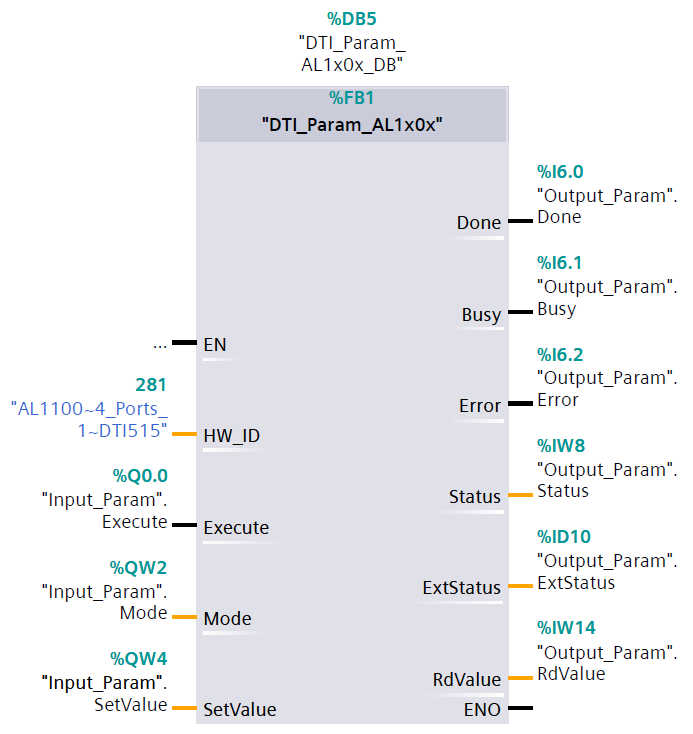 %DB5
"DTI_Param_
AL1x0x_DB"
%FB1
"DTI_Param_AL1x0x"
...
EN
281
"AL1100~4_Ports_
1~DTI515"
HW_ID
%Q0.0
"Input_Param".
Execute
Execute
%QW2
"Input_Param".
Mode
Mode
%QW4
"Input_Param".
SetValue
SetValue
Done
%I6.0
"Output_Param".
Done
Busy
%I6.1
"Output_Param".
Busy
Error
%I6.2
"Output_Param".
Error
Status
%IW8
"Output_Param".
Status
ExtStatus
%ID10
"Output_Param".
ExtStatus
RdValue
%IW14
"Output_Param".
RdValue
ENO